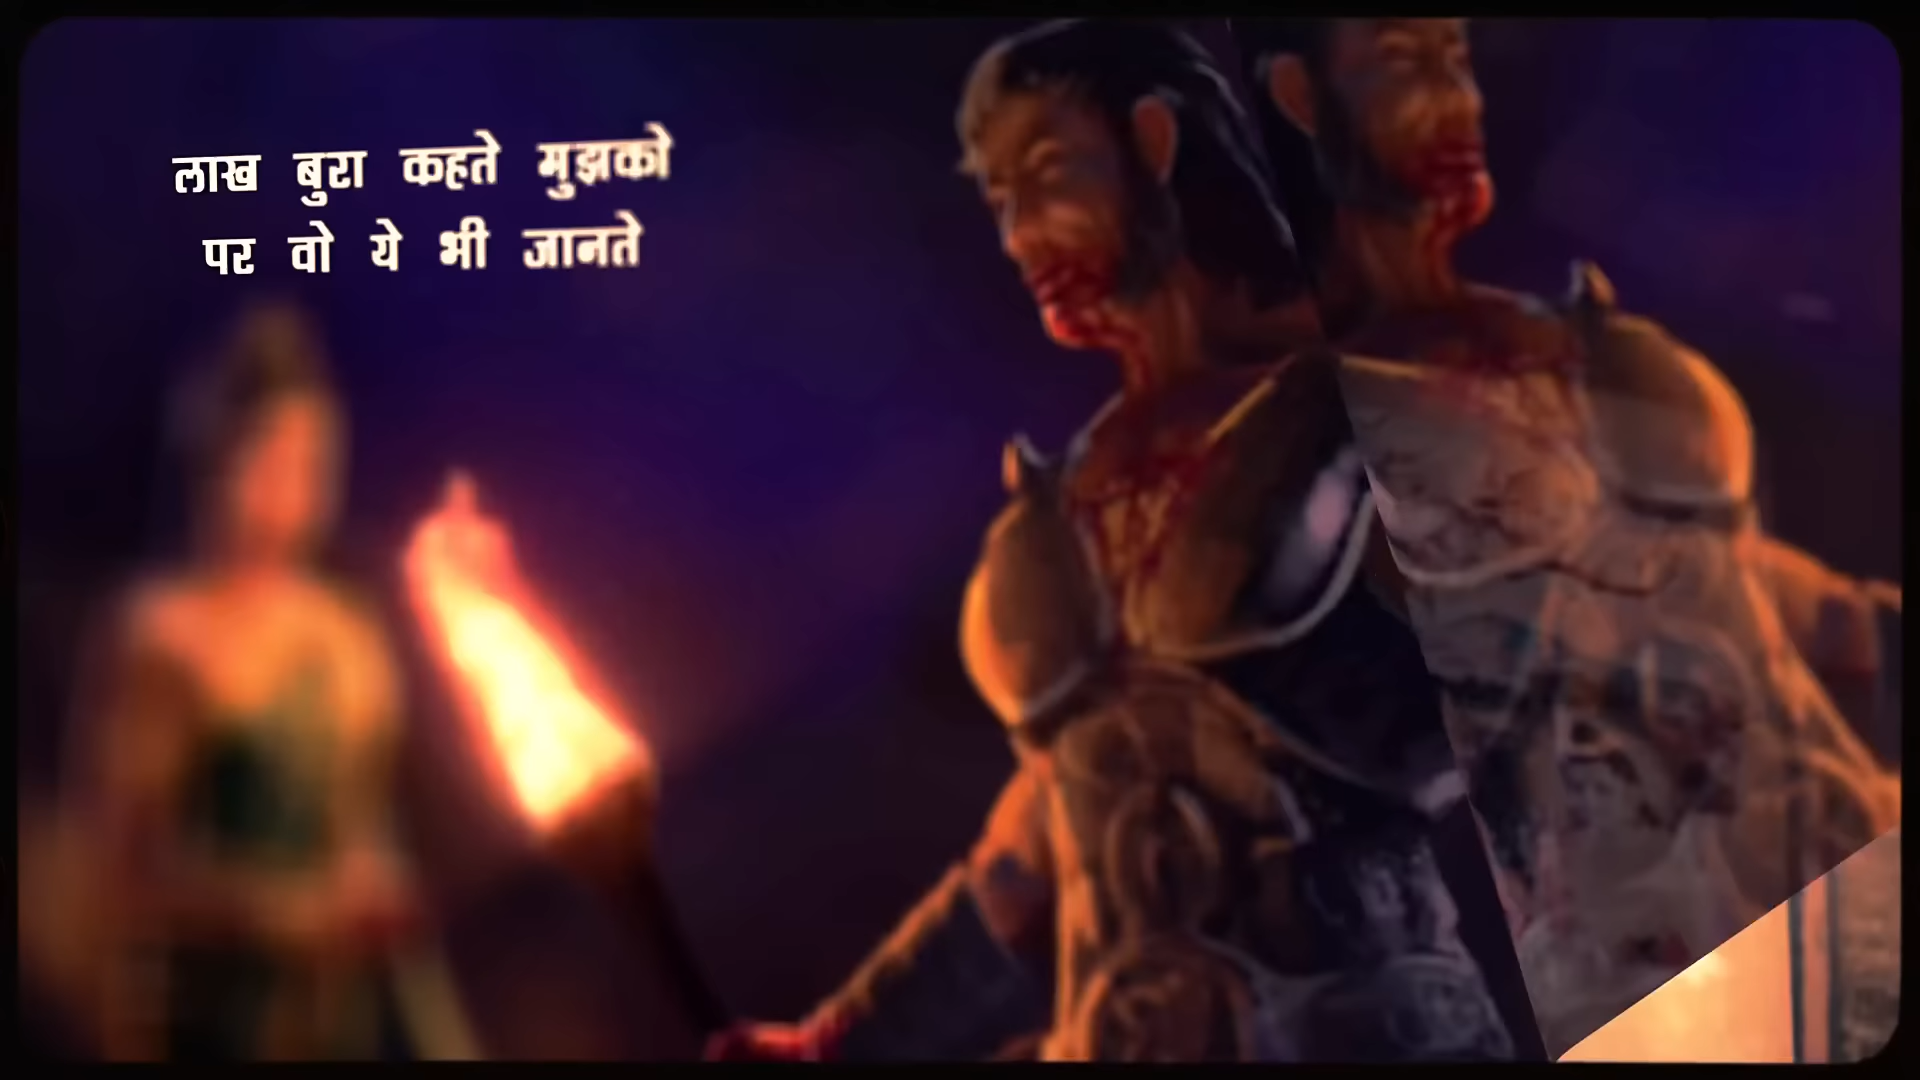 लाख बुरा कहते मुझको
पर वो ये भी जानते